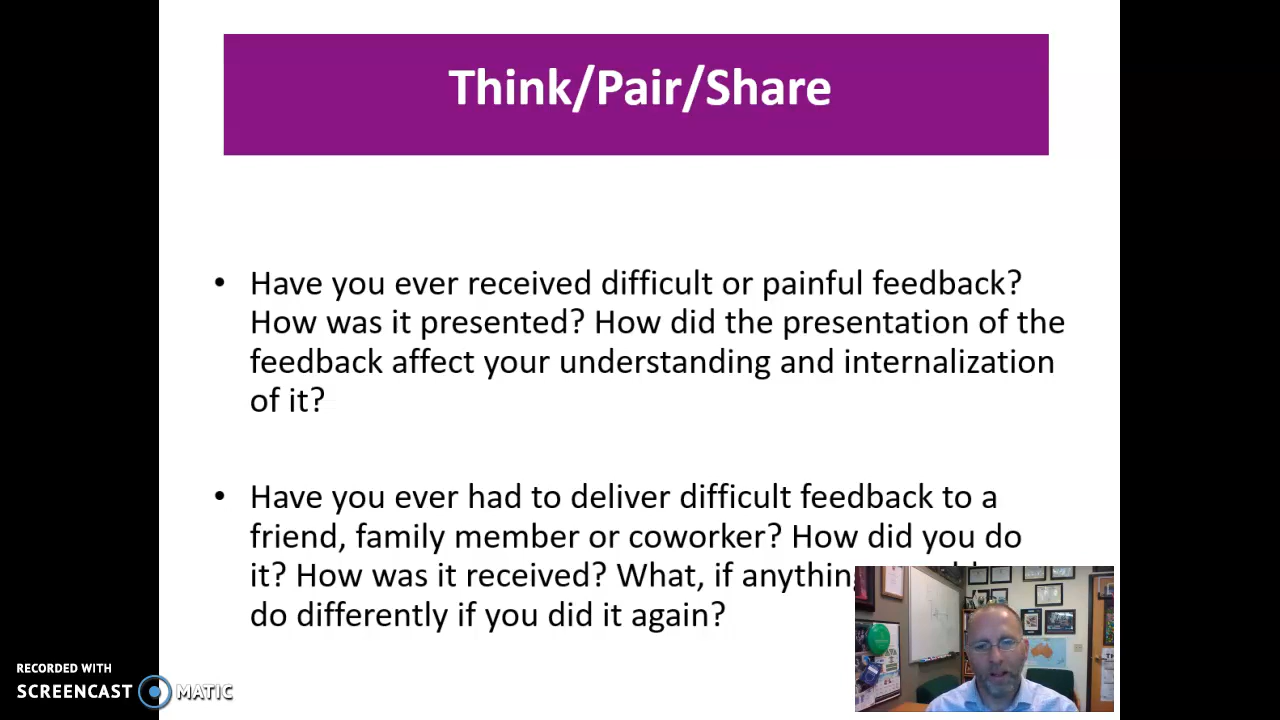 Think/Pair/Share
• Have you ever received difficult or painful feedback?
How was it presented? How did the presentation of the
feedback affect your understanding and internalization
of it?
• Have you ever had to deliver difficult feedback to a
friend, family member or coworker? How did you do
it? How was it received? What, if anything
do differently if you did it again?
RECORDED WITH
SCREENCAST MATIC